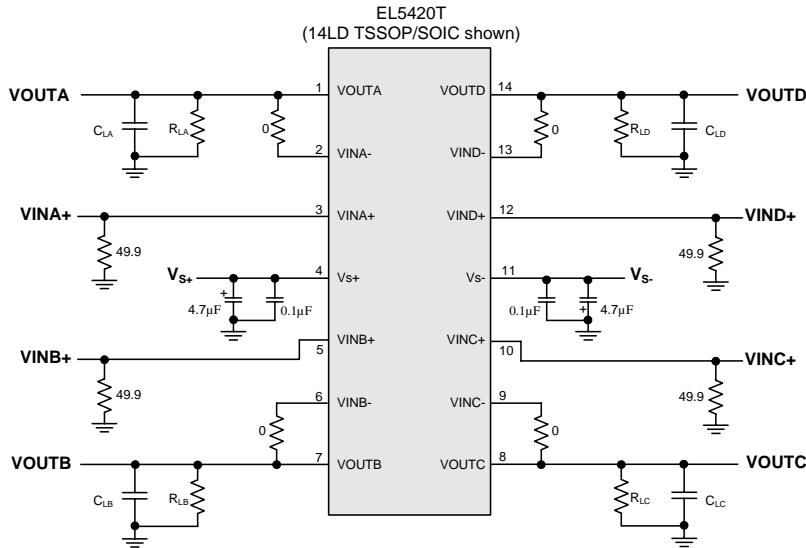 EL5420T
(14LD TSSOP/SOIC shown)
VOUTA
1
VOUTA
VOUTD
14
VOUTD
CLA
RLA
0
0
RLD
CLD
2
VINA-
VIND-
13
VINA+
3
VINA+
VIND+
12
VIND+
49.9
49.9
VS+
4
Vs+
Vs-
11
VS-
+
4.7µF
0.1µF
0.1µF
+
4.7µF
VINB+
5
VINB+
VINC+
10
VINC+
49.9
49.9
6
VINB-
VINC-
9
0
0
VOUTB
7
VOUTB
VOUTC
8
VOUTC
CLB
RLB
RLC
CLC